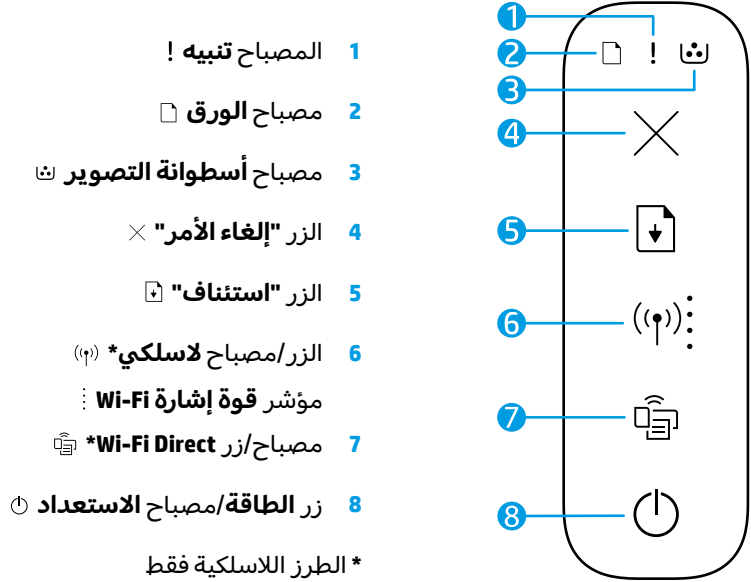 1 المصباح تنبيه !
2 مصباح الورق
3 مصباح أسطوانة التصوير
4 الزر "إلغاء الأمر"
5 الزر "استئناف"
6 الزر/مصباح لاسلكي*
مؤشر قوة إشارة Wi-Fi
7 مصباح/زر Wi-Fi Direct*
8 زر الطاقة/مصباح الاستعداد
* الطرز اللاسلكية فقط
1
2
!
3
4
5
6
7
8